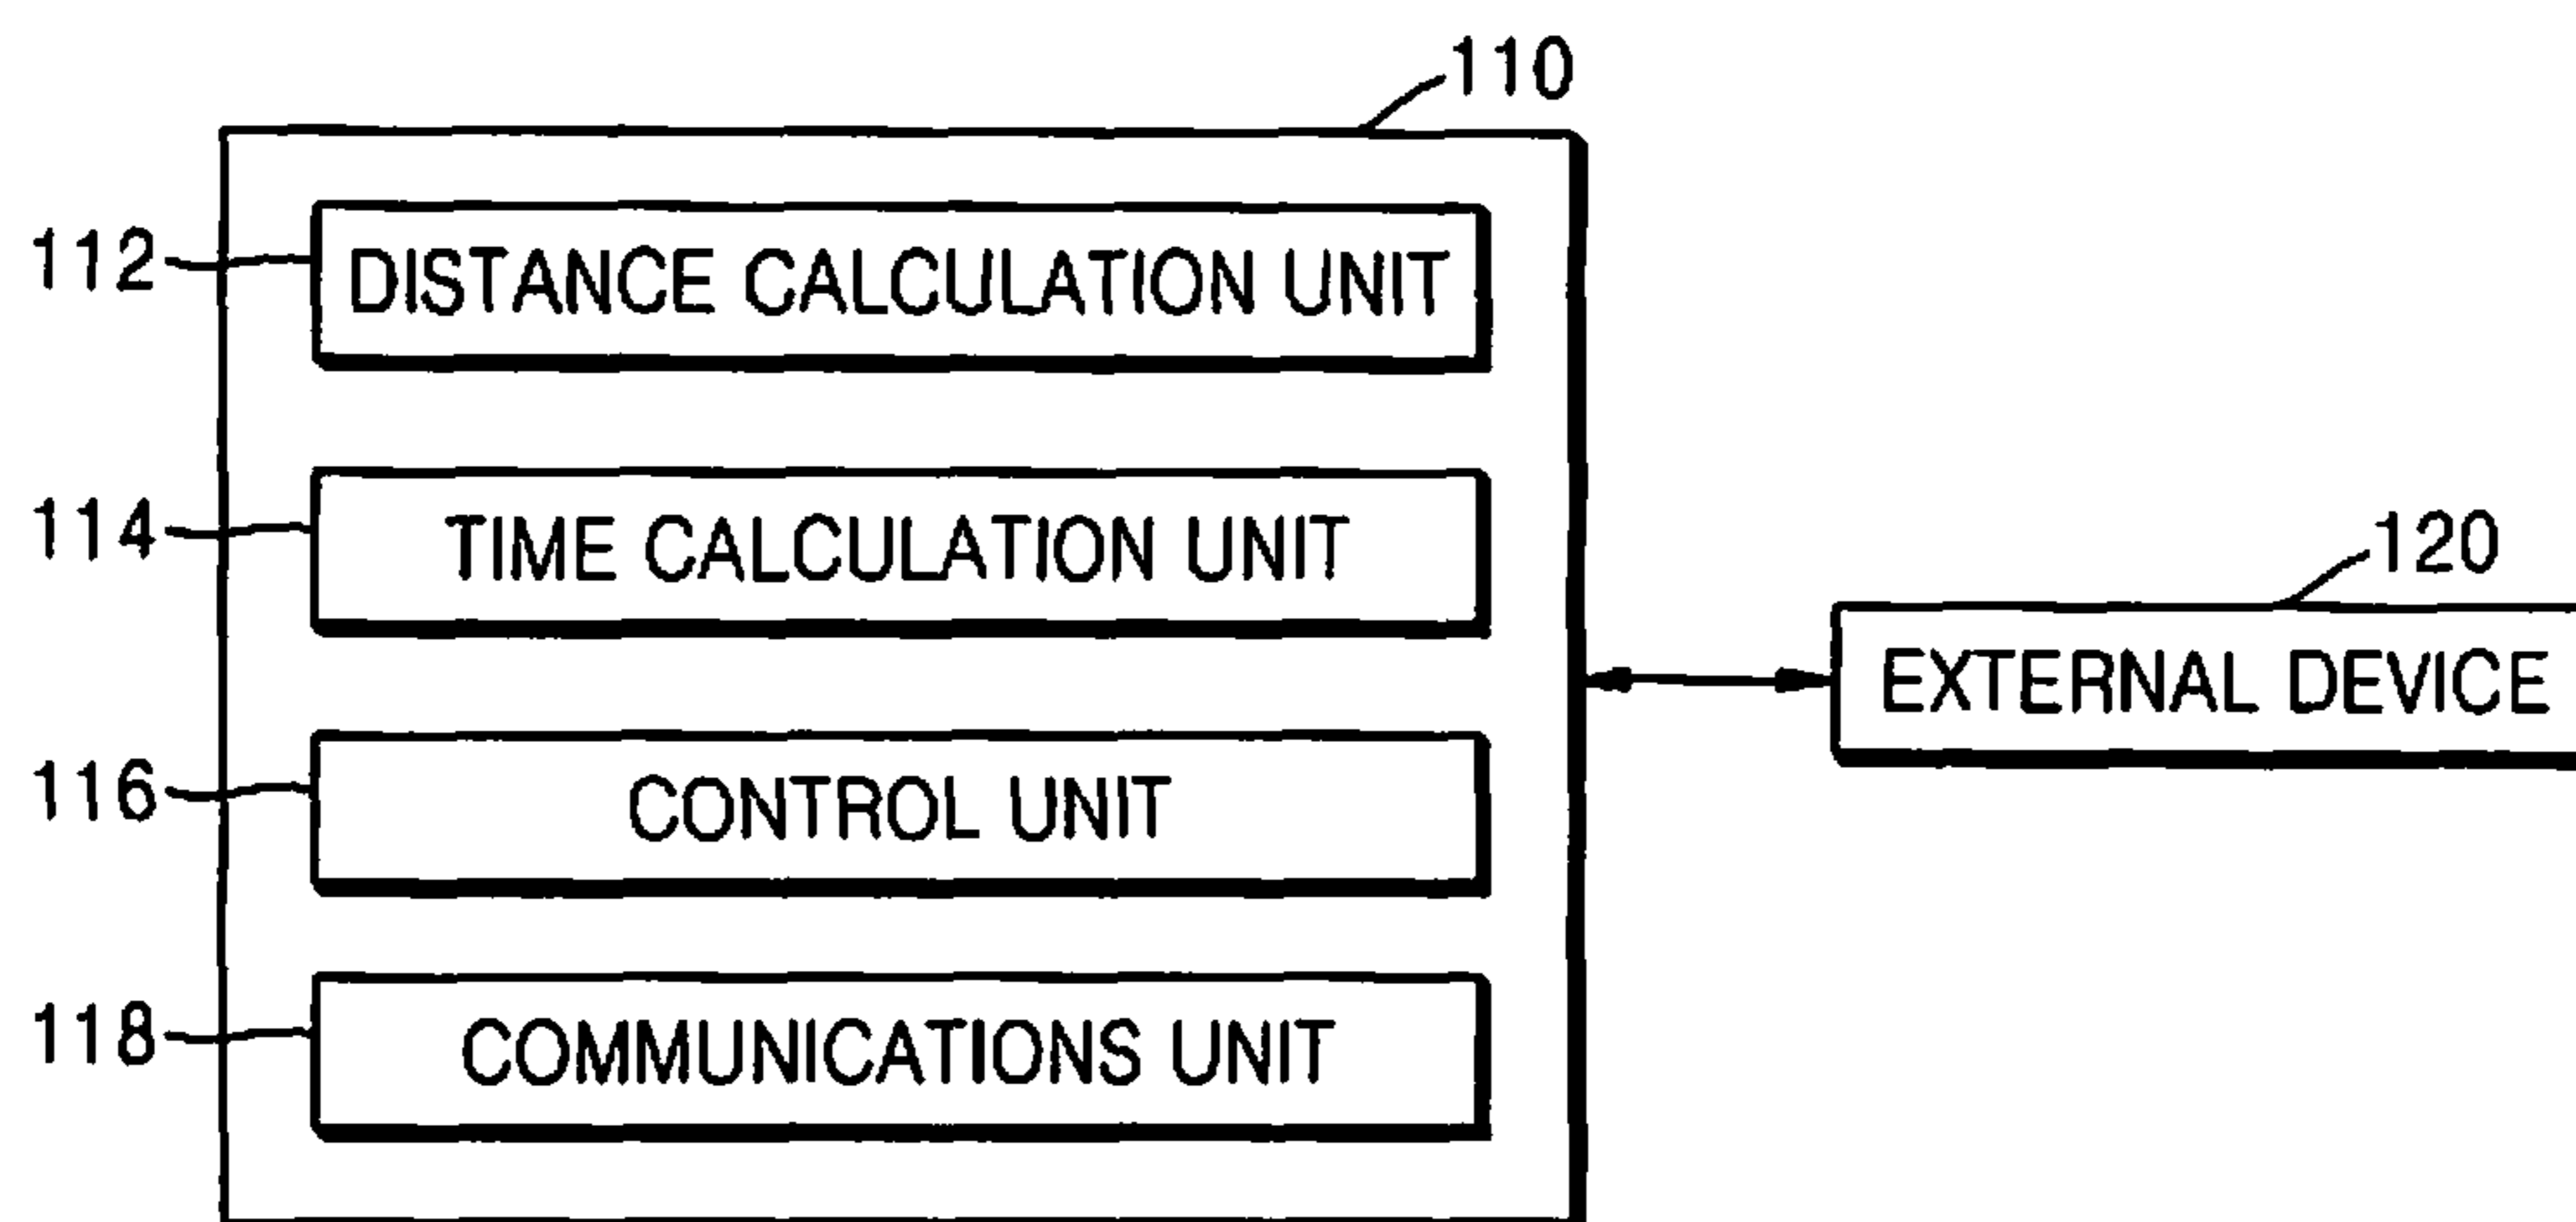 110
112 DISTANCE CALCULATION UNIT
114 TIME CALCULATION UNIT
120
EXTERNAL DEVICE
116 CONTROL UNIT
118 COMMUNICATIONS UNIT